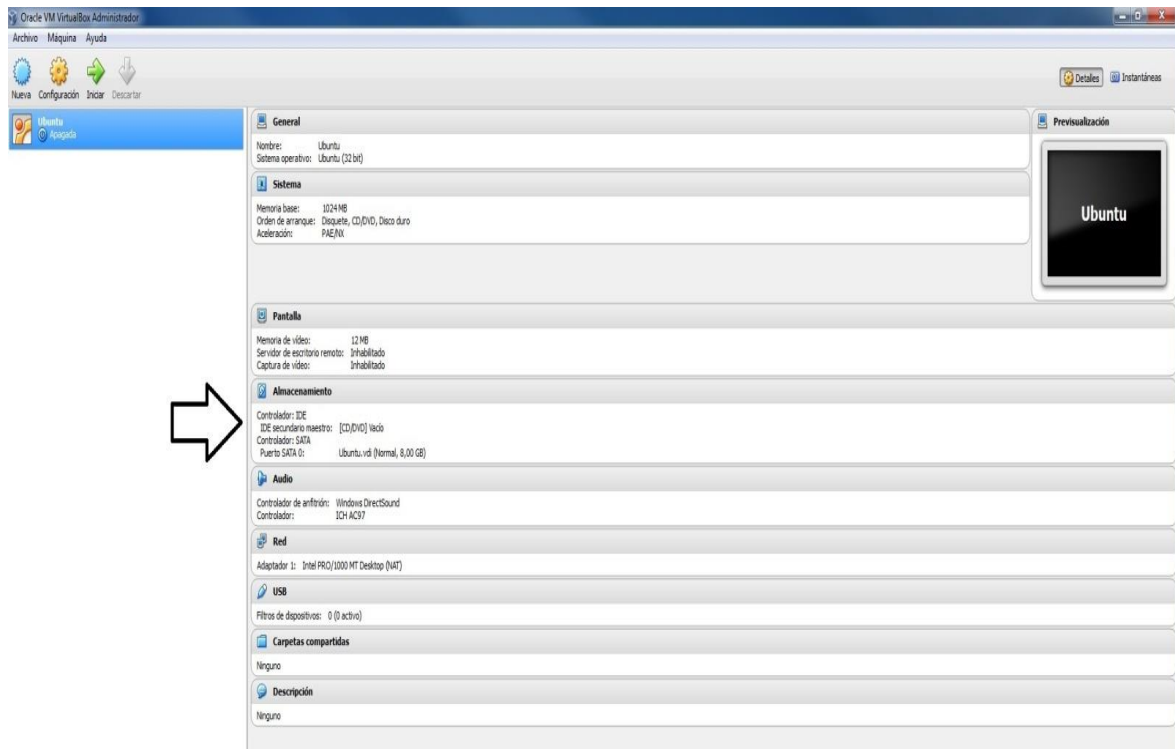 Oracle VM VirtualBox Administrador
Archivo Máquina Ayuda
Nueva Configuración Iniciar Descartar
Detalles Instantáneas
Ubuntu
Apagada
General
Nombre: Ubuntu
Sistema operativo: Ubuntu (32 bit)
Previsualización
Ubuntu
Sistema
Memoria base: 1024 MB
Orden de arranque: Disquete, CD/DVD, Disco duro
Aceleración: PAE/NX
Pantalla
Memoria de vídeo: 12 MB
Servidor de escritorio remoto: Inhabilitado
Captura de vídeo: Inhabilitado
Almacenamiento
Controlador: IDE
IDE secundario maestro: [CD/DVD] Vacío
Controlador: SATA
Puerto SATA 0: Ubuntu.vdi (Normal, 8,00 GB)
Audio
Controlador de anfitrión: Windows DirectSound
Controlador: ICH AC97
Red
Adaptador 1: Intel PRO/1000 MT Desktop (NAT)
USB
Filtros de dispositivos: 0 (0 activo)
Carpetas compartidas
Ninguno
Descripción
Ninguno